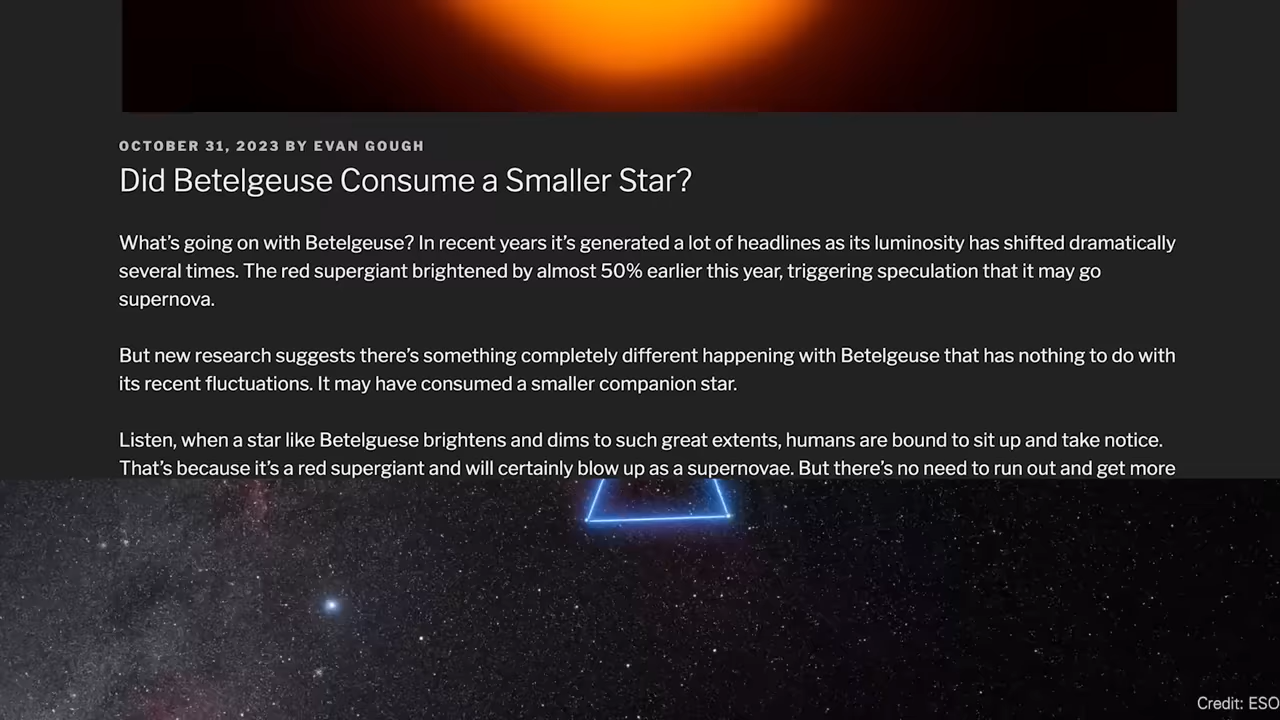 OCTOBER 31, 2023 BY EVAN GOUGH
Did Betelgeuse Consume a Smaller Star?
What's going on with Betelgeuse? In recent years it's generated a lot of headlines as its luminosity has shifted dramatically
several times. The red supergiant brightened by almost 50% earlier this year, triggering speculation that it may go
supernova.
But new research suggests there's something completely different happening with Betelgeuse that has nothing to do with
its recent fluctuations. It may have consumed a smaller companion star.
Listen, when a star like Betelguese brightens and dims to such great extents, humans are bound to sit up and take notice.
That's because it's a red supergiant and will certainly blow up as a supernovae. But there's no need to run out and get more
Credit: ESO